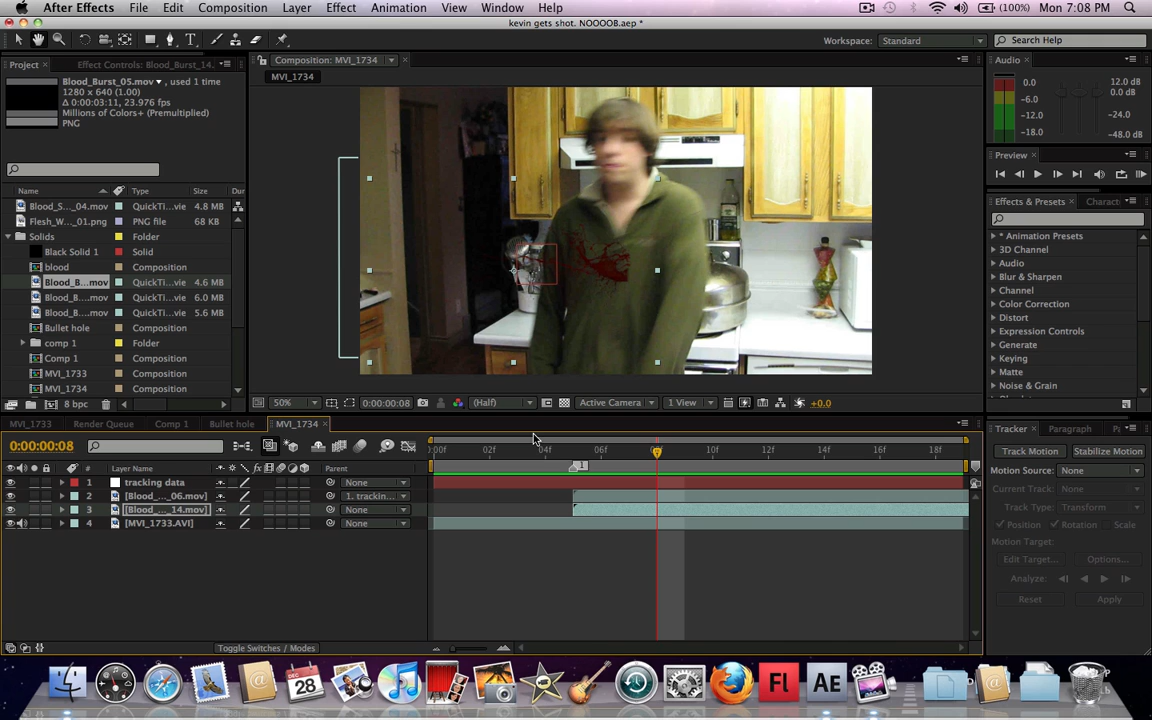 After Effects File Edit Composition Layer Effect Animation View Window Help (100%) Mon 7:08 PM
kevin gets shot. NOOOOB.aep *
Workspace: Standard Search Help
Project Effect Controls: Blood_Burst_14.
Blood_Burst_05.mov, used 1 time
1280 x 640 (1.00)
Δ 0:00:03:11, 23.976 fps
Millions of Colors+ (Premultiplied)
PNG
Name Type Size Dur
Blood_S..._04.mov QuickTi...vie 4.8 MB
Flesh_W..._01.png PNG file 68 KB
Solids Folder
Black Solid 1 Solid
blood Composition
Blood_B...mov QuickTi...vie 4.6 MB
Blood_B...mov QuickTi...vie 6.0 MB
Blood_B...mov QuickTi...vie 5.6 MB
Bullet hole Composition
comp 1 Folder
Comp 1 Composition
MVI_1733 Composition
MVI_1734 Composition
8 bpc
Composition: MVI_1734
MVI_1734
50% 0:00:00:08 (Half) Active Camera 1 View +0.0
Audio
0.0 12.0 dB
0.0 dB
-6.0
-12.0 -24.0
-18.0 -48.0 dB
Preview
Effects & Presets Charact
* Animation Presets
3D Channel
Audio
Blur & Sharpen
Channel
Color Correction
Distort
Expression Controls
Generate
Keying
Matte
Noise & Grain
MVI_1733 Render Queue Comp 1 Bullet hole MVI_1734
0:00:00:08
:00f 02f 06f 10f 12f 14f 16f 18f
# Layer Name Parent
1
1 tracking data None
2 [Blood_..._06.mov] 1. trackin...
3 [Blood_..._14.mov] None
4 [MVI_1733.AVI] None
Toggle Switches / Modes
Tracker Paragraph
Track Motion Stabilize Motion
Motion Source: None
Current Track: None
Track Type: Transform
Position Rotation Scale
Motion Target:
Edit Target... Options...
Analyze:
Reset Apply
DEC
28
Fl
AE